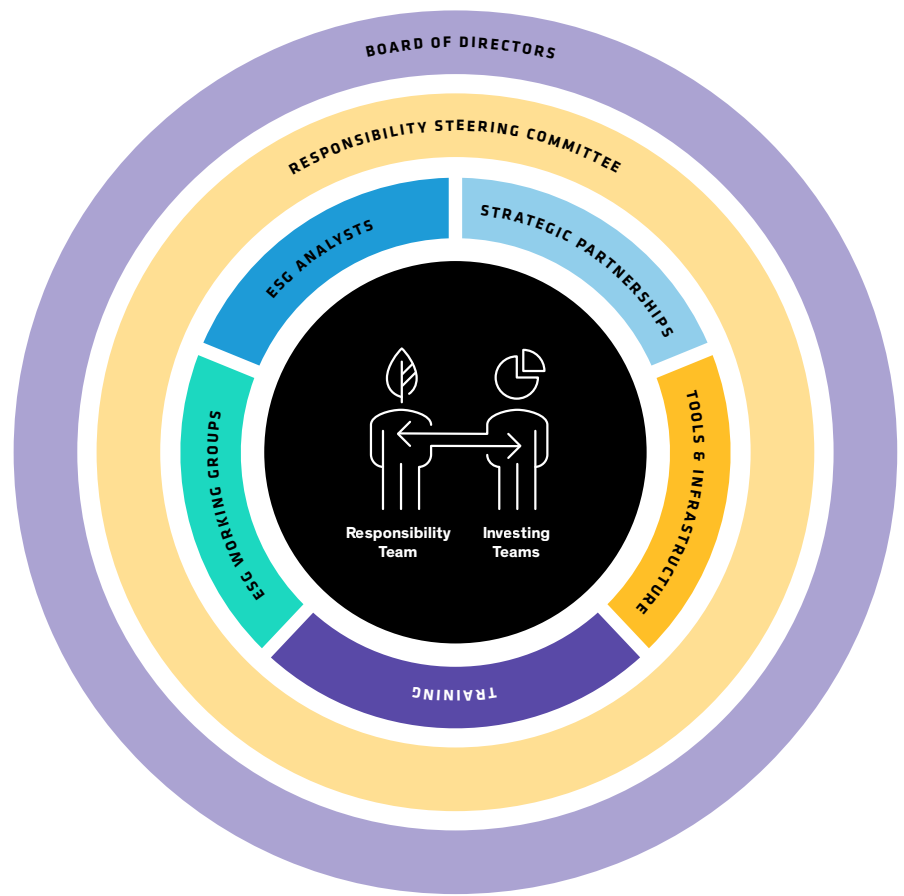 BOARD OF DIRECTORS
RESPONSIBILITY STEERING COMMITTEE
ESG ANALYSTS
STRATEGIC PARTNERSHIPS
TOOLS & INFRASTRUCTURE
TRAINING
ESG WORKING GROUPS
Responsibility
Team
Investing
Teams